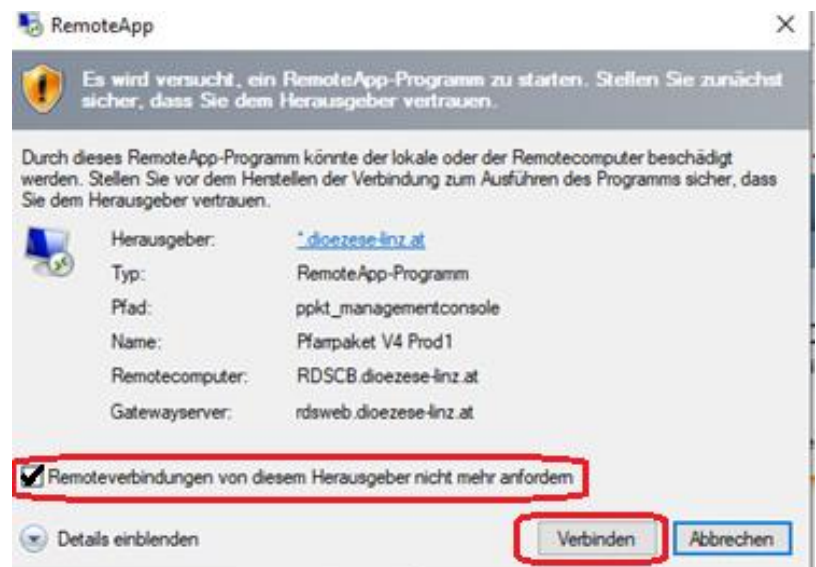 RemoteApp
Es wird versucht, ein RemoteApp-Programm zu starten. Stellen Sie zunächst
sicher, dass Sie dem Herausgeber vertrauen.
Durch dieses RemoteApp-Programm könnte der lokale oder der Remotecomputer beschädigt
werden. Stellen Sie vor dem Herstellen der Verbindung zum Ausführen des Programms sicher, dass
Sie dem Herausgeber vertrauen.
Herausgeber: *.dioezese-linz.at
Typ: RemoteApp-Programm
Pfad: ppkt_managementconsole
Name: Pfarrpaket V4 Prod1
Remotecomputer: RDSCB.dioezese-linz.at
Gatewayserver: rdsweb.dioezese-linz.at
Remoteverbindungen von diesem Herausgeber nicht mehr anfordern
Details einblenden Verbinden Abbrechen